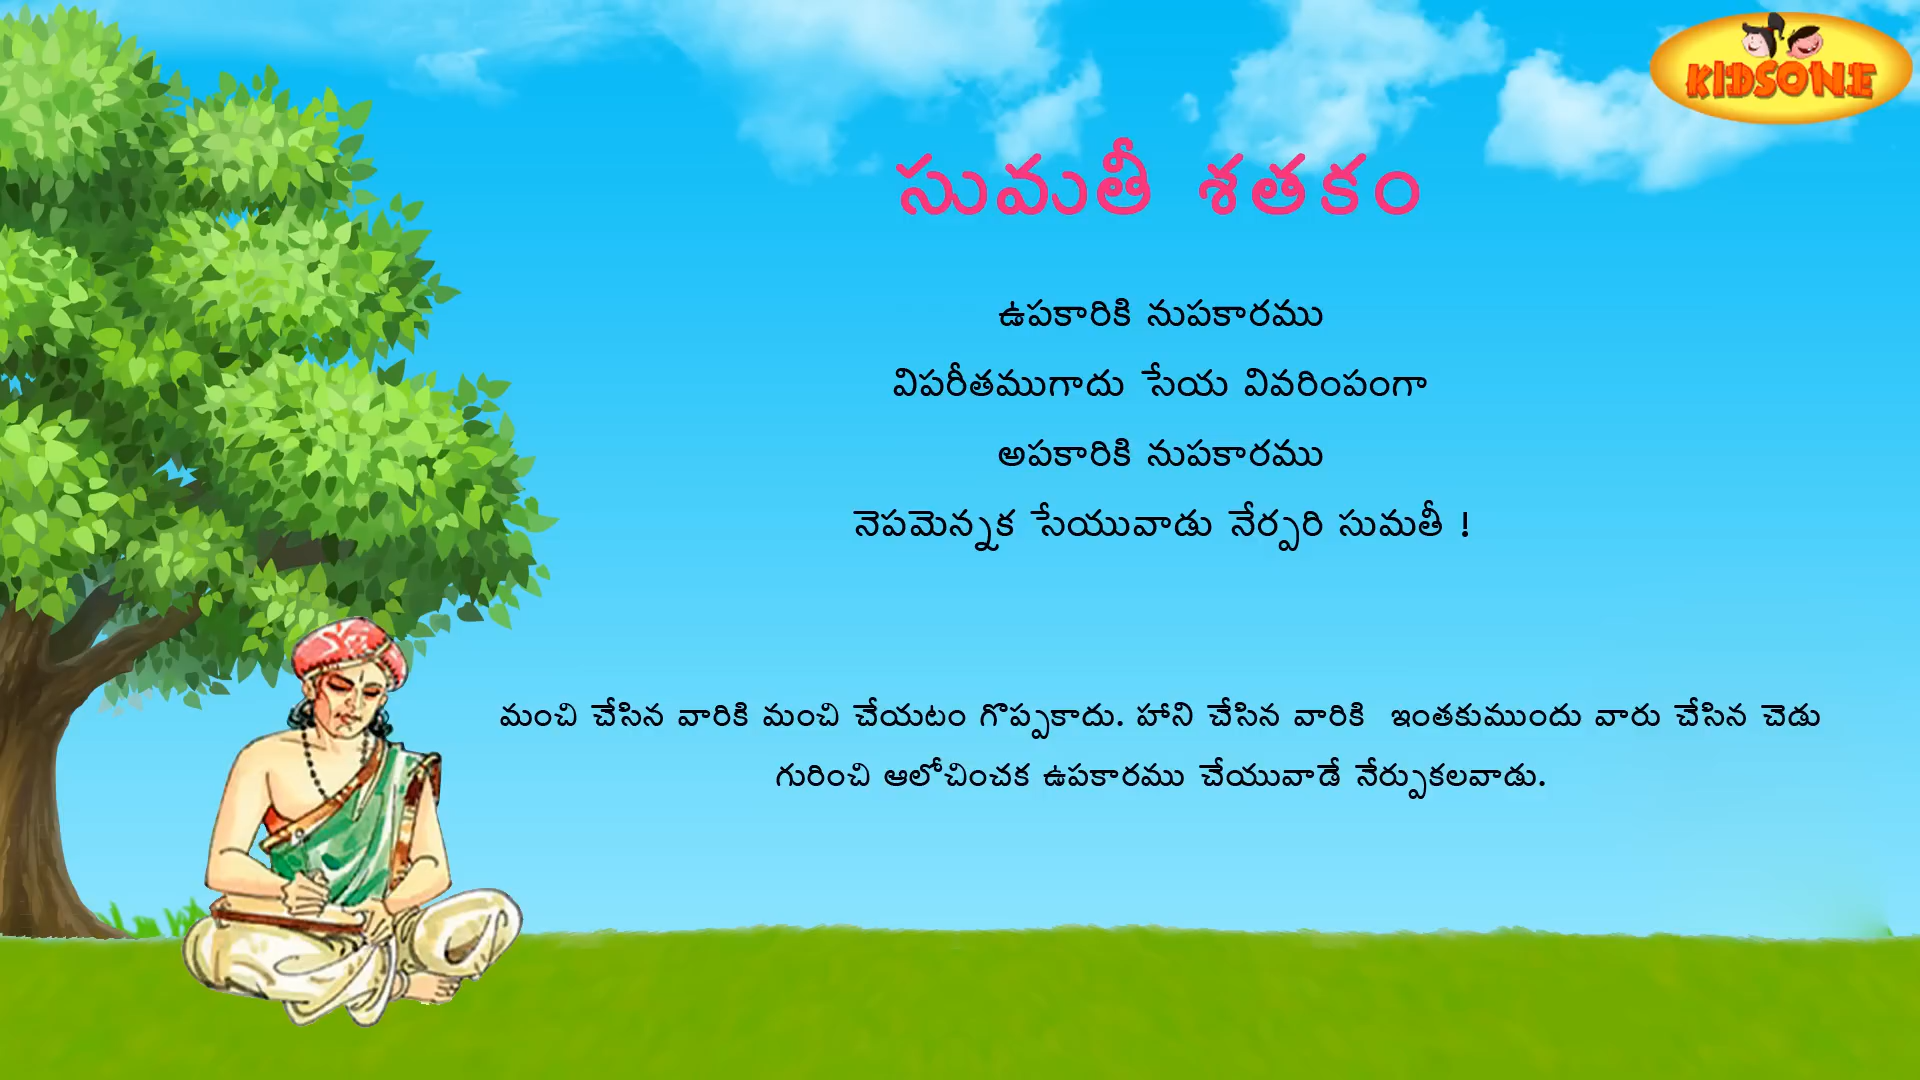 KIDSONE
సుమతీ శతకం
ఉపకారికి నుపకారము
విపరీతముగాదు సేయ వివరింపంగా
అపకారికి నుపకారము
నెపమెన్నక సేయువాడు నేర్పరి సుమతీ !
మంచి చేసిన వారికి మంచి చేయటం గొప్పకాదు. హాని చేసిన వారికి ఇంతకుముందు వారు చేసిన చెడు
గురించి ఆలోచించక ఉపకారము చేయువాడే నేర్పుకలవాడు.